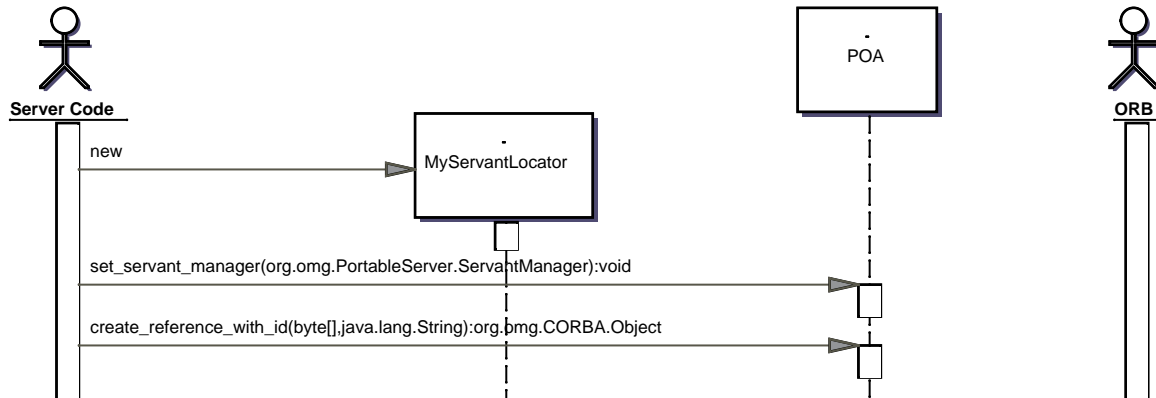 -
POA
Server Code
ORB
new
-
MyServantLocator
set_servant_manager(org.omg.PortableServer.ServantManager):void
create_reference_with_id(byte[],java.lang.String):org.omg.CORBA.Object